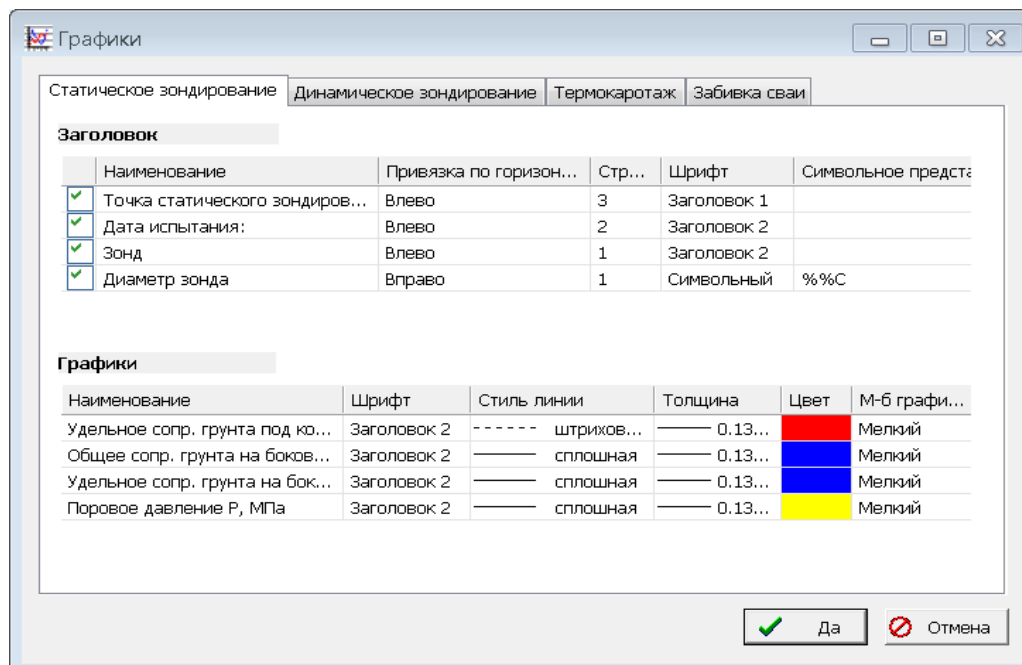 Графики
Статическое зондирование Динамическое зондирование Термокаротаж Забивка сваи
Заголовок
Наименование Привязка по горизон... Стр... Шрифт Символьное предста
Точка статического зондиров... Влево 3 Заголовок 1
Дата испытания: Влево 2 Заголовок 2
Зонд Влево 1 Заголовок 2
Диаметр зонда Вправо 1 Символьный %%C
Графики
Наименование Шрифт Стиль линии Толщина Цвет М-б графи...
Удельное сопр. грунта под ко... Заголовок 2 штрихов... 0.13... Мелкий
Общее сопр. грунта на боков... Заголовок 2 сплошная 0.13... Мелкий
Удельное сопр. грунта на бок... Заголовок 2 сплошная 0.13... Мелкий
Поровое давление P, МПа Заголовок 2 сплошная 0.13... Мелкий
Да Отмена